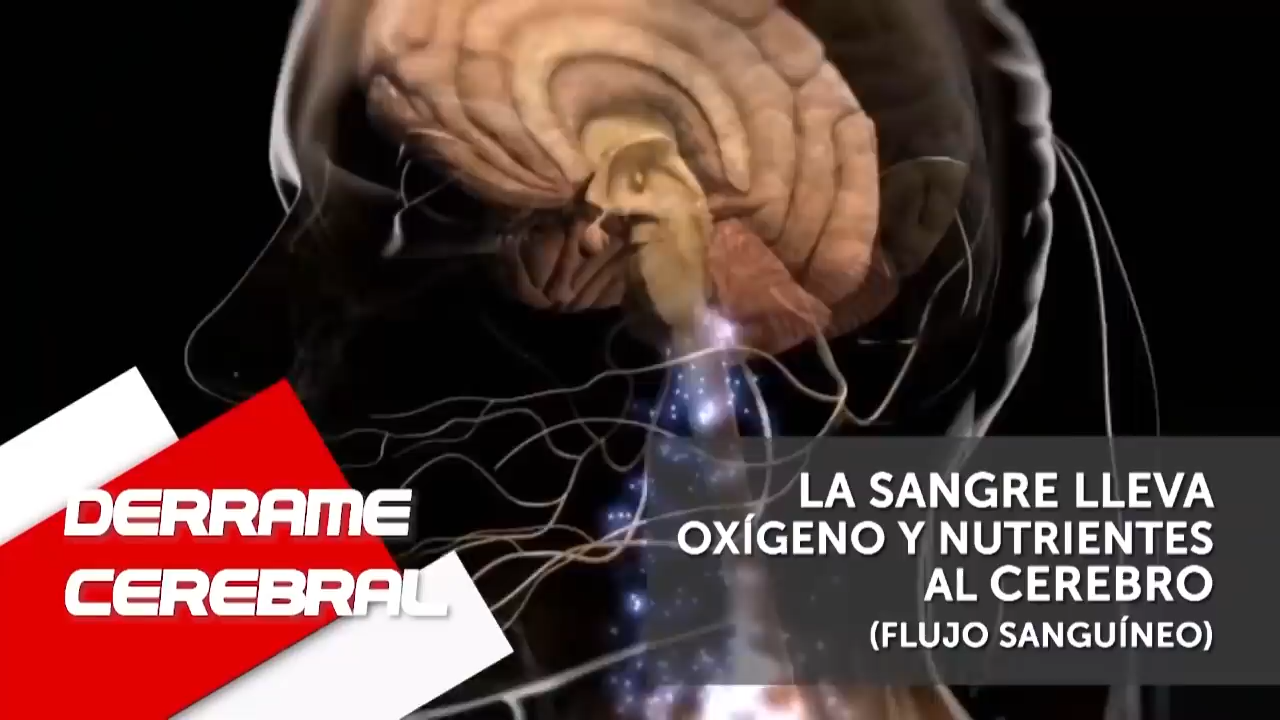 DERRAME
CEREBRAL
LA SANGRE LLEVA
OXÍGENO Y NUTRIENTES
AL CEREBRO
(FLUJO SANGUÍNEO)